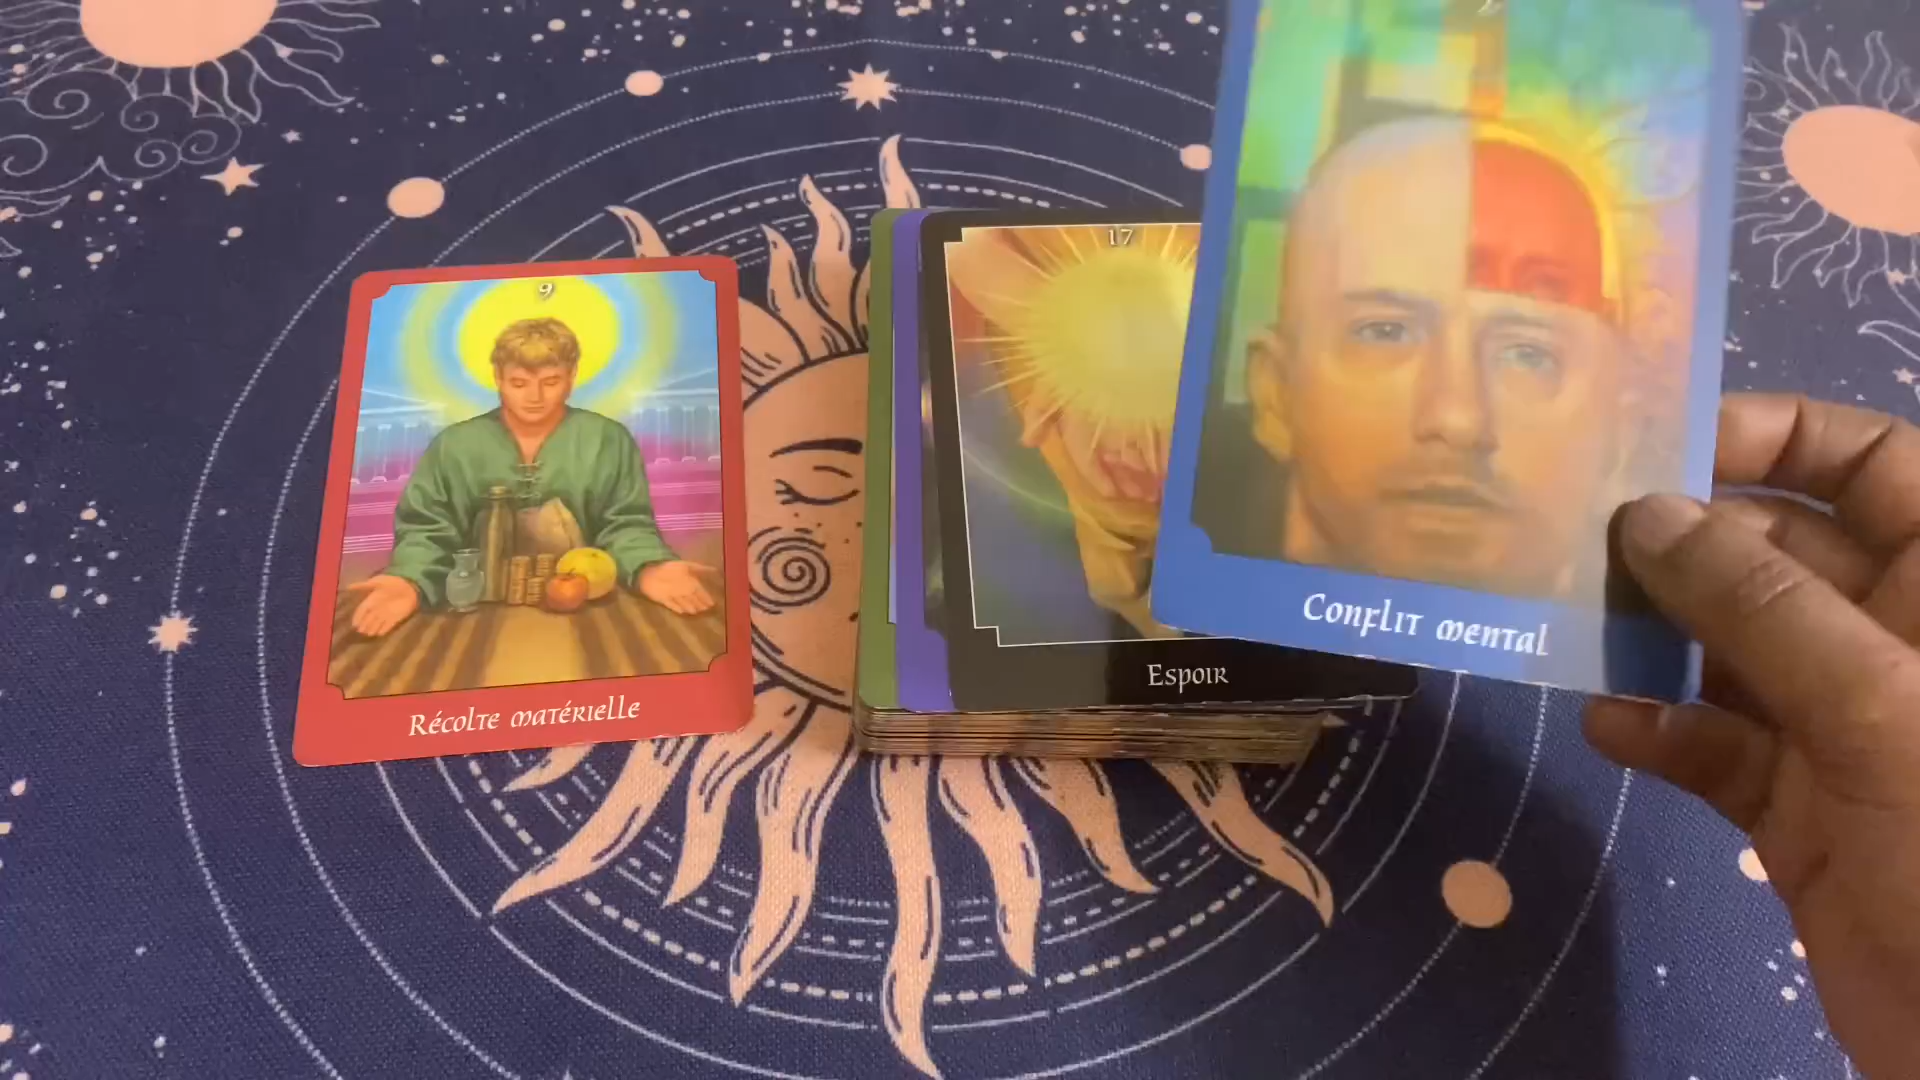 9
Récolte matérielle
17
Espoir
Conflit mental